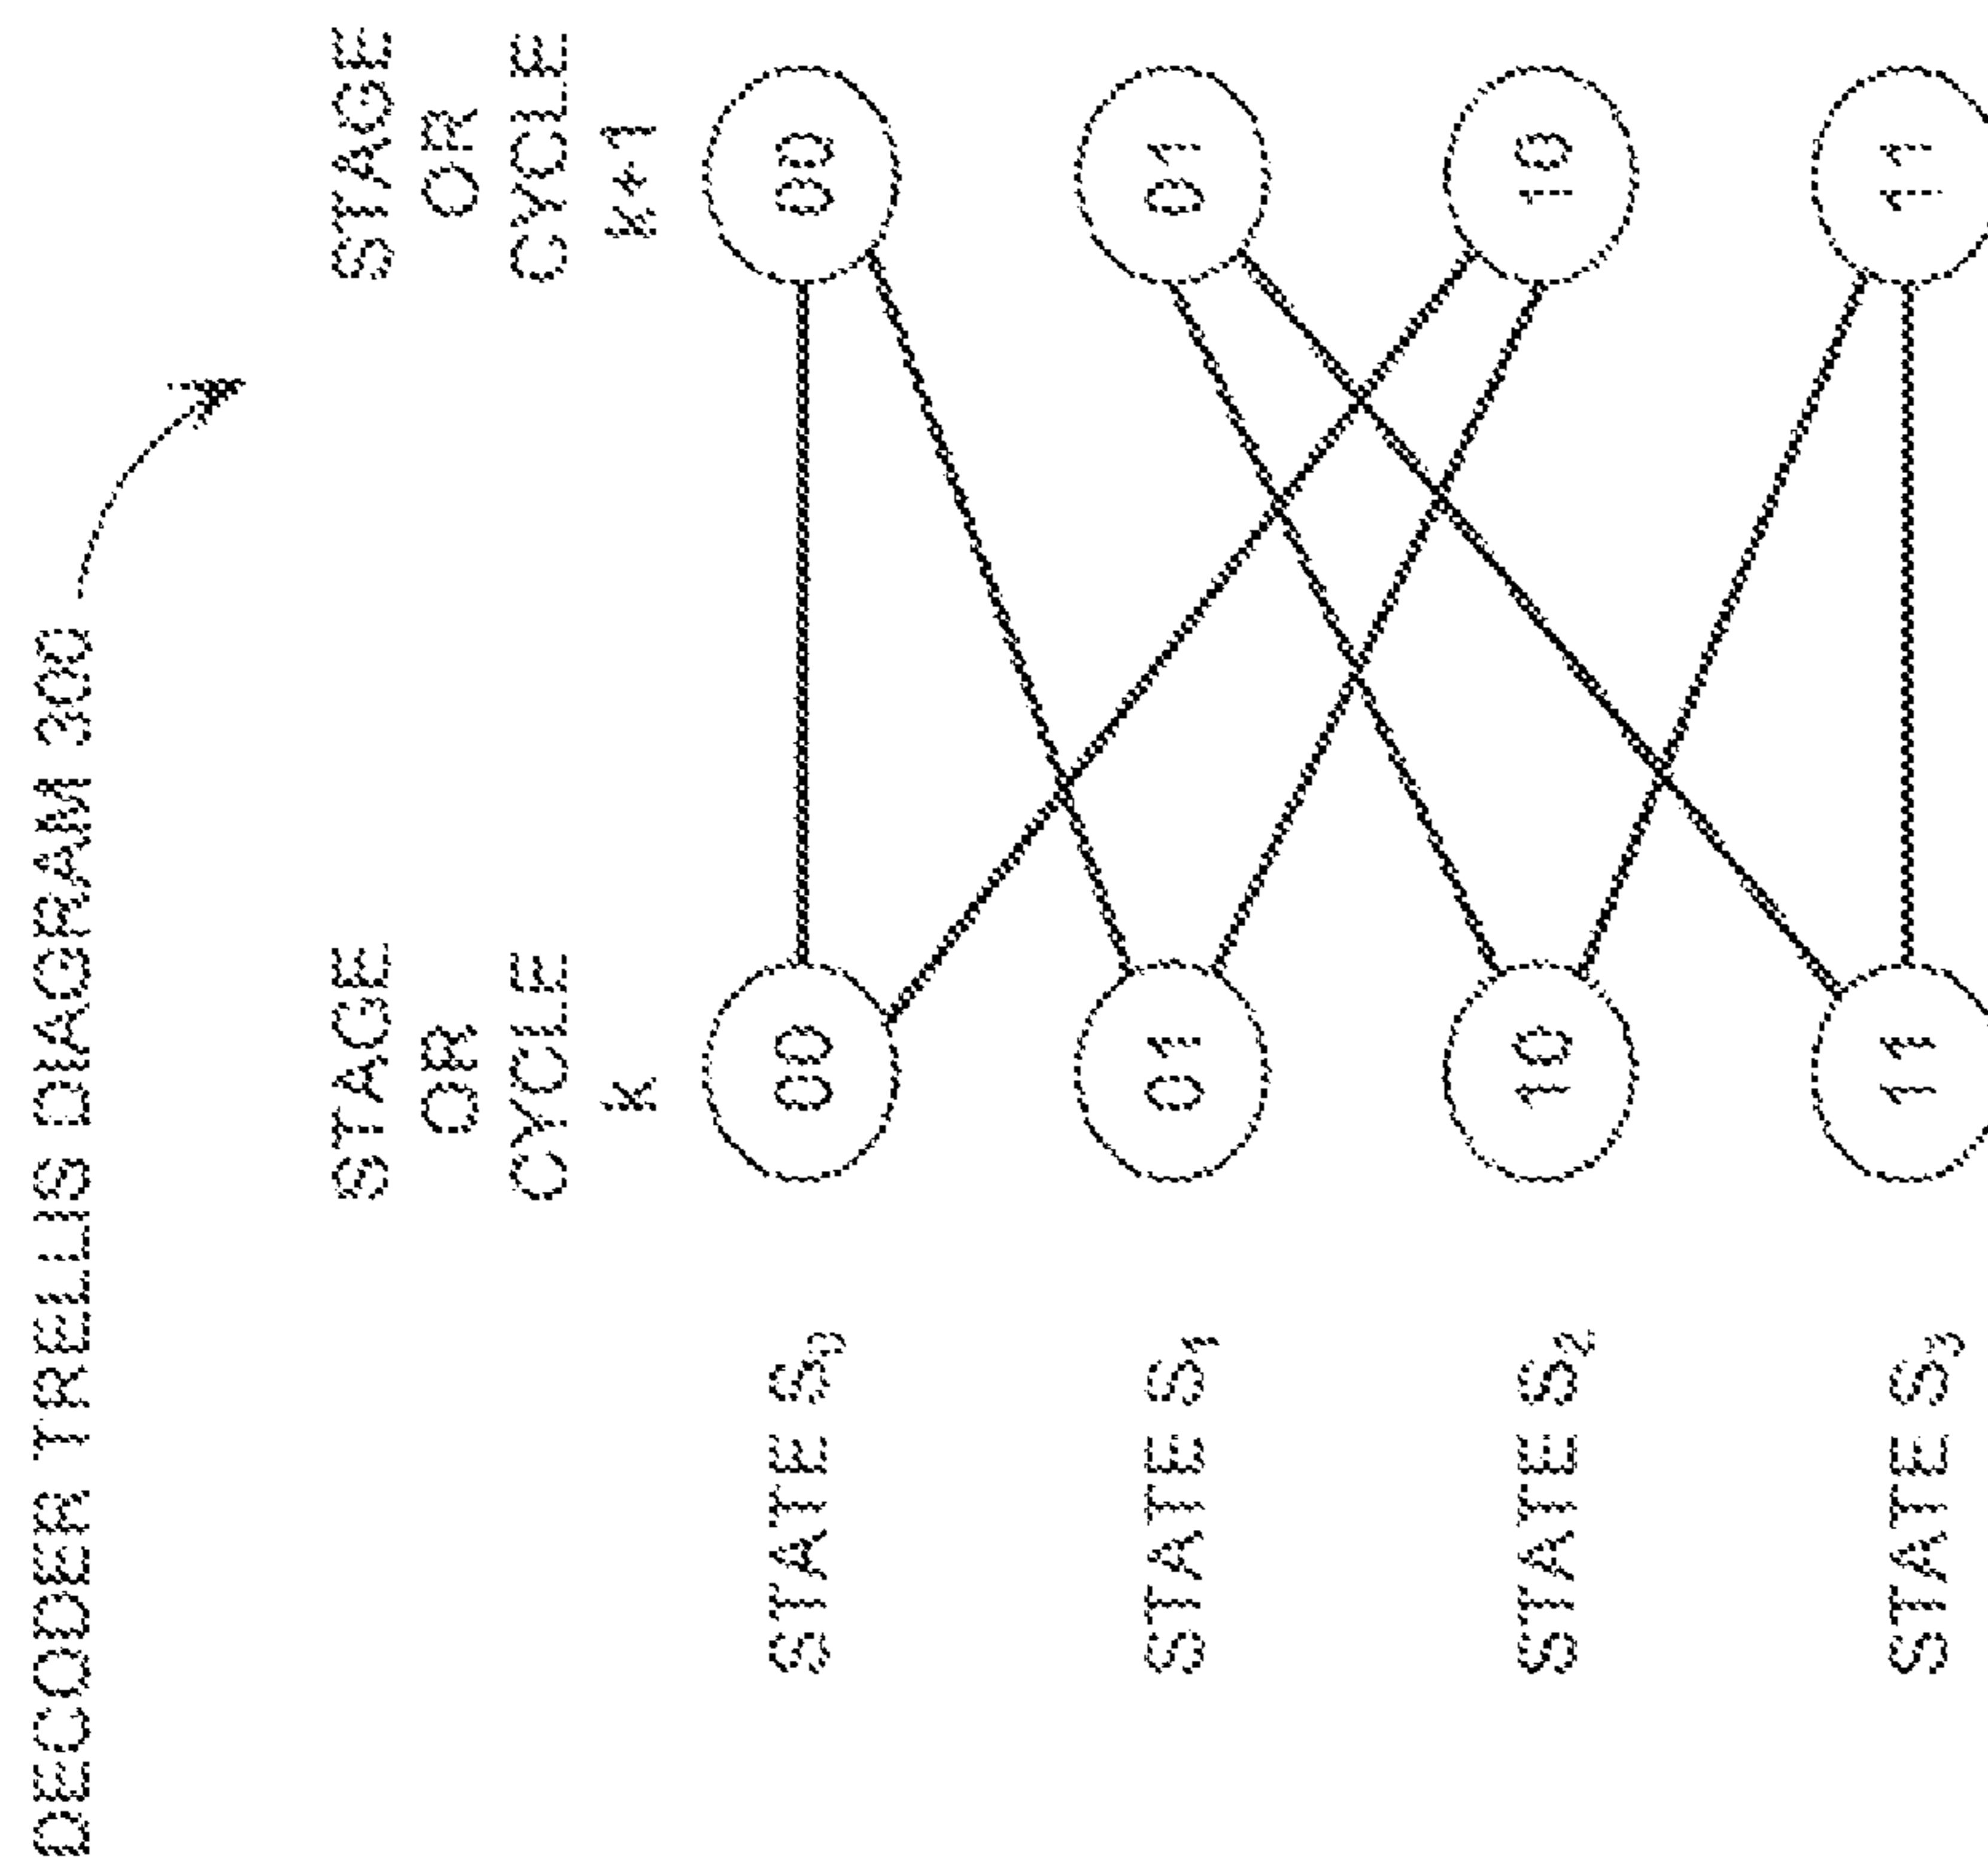 DECODER TRELLIS DIAGRAM 300
STAGE
OR
CYCLE
k
STAGE
OR
CYCLE
k+1
STATE S0
00
00
STATE S1
01
01
STATE S2
10
10
STATE S3
11
11